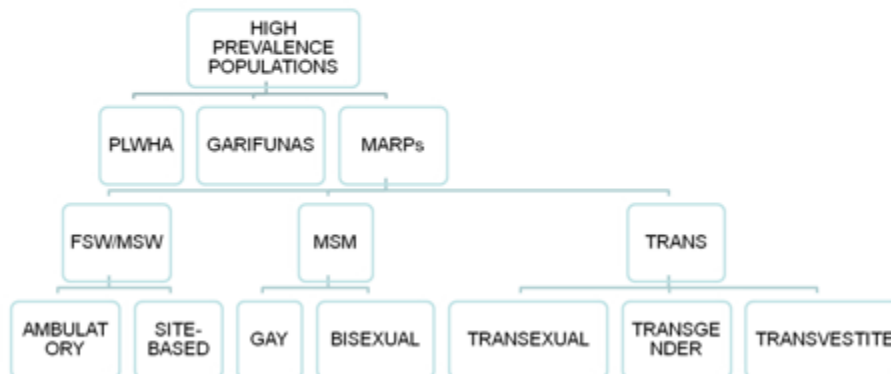 HIGH
PREVALENCE
POPULATIONS
PLWHA
GARIFUNAS
MARPs
FSW/MSW
MSM
TRANS
AMBULAT
ORY
SITE-
BASED
GAY
BISEXUAL
TRANSEXUAL
TRANSGE
NDER
TRANSVESTITE